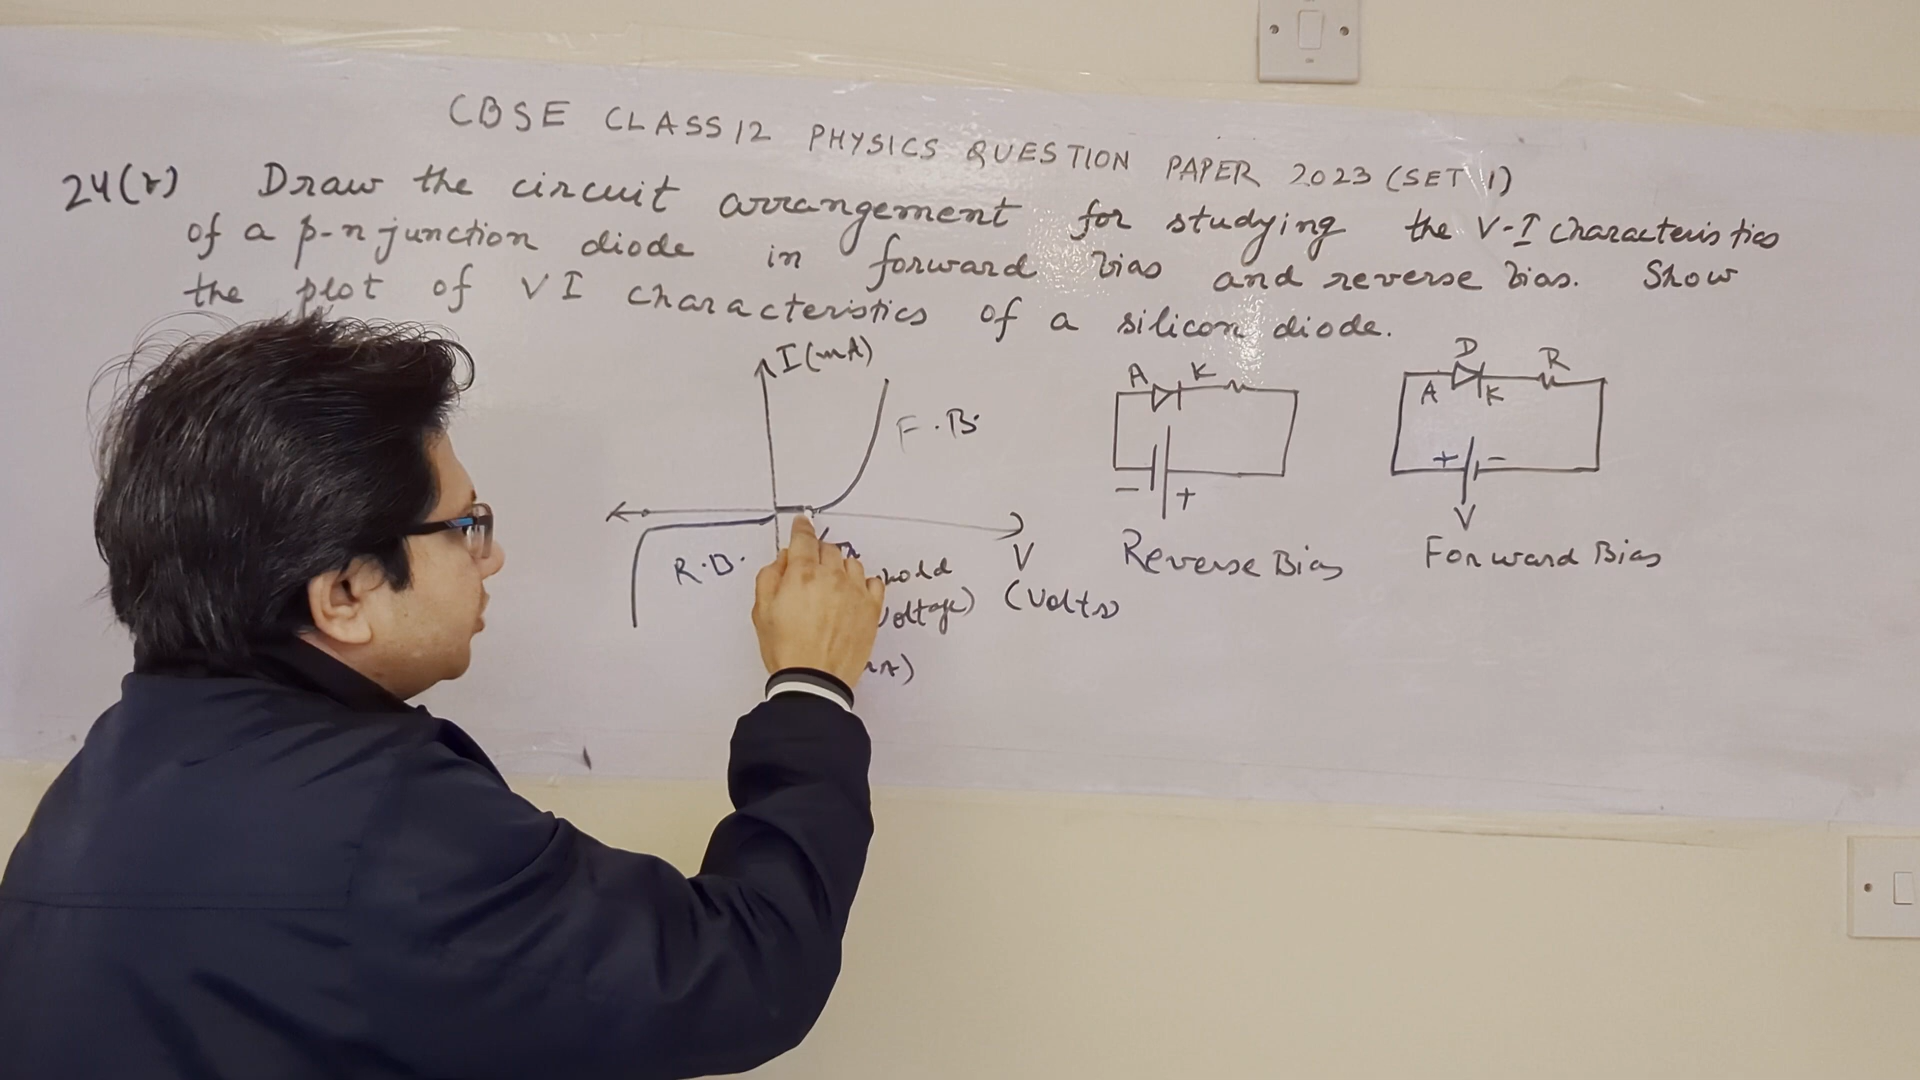 CBSE CLASS 12 PHYSICS QUESTION PAPER 2023 (SET 1)
24(b) Draw the circuit arrangement for studying the V-I characteristics
of a p-n junction diode in forward bias and reverse bias. Show
the plot of VI characteristics of a silicon diode.
I (mA)
F.B.
R.B.
V
(Volts)
Voltage)
A K
- +
Reverse Bias
D
A K R
+ -
V
Forward Bias